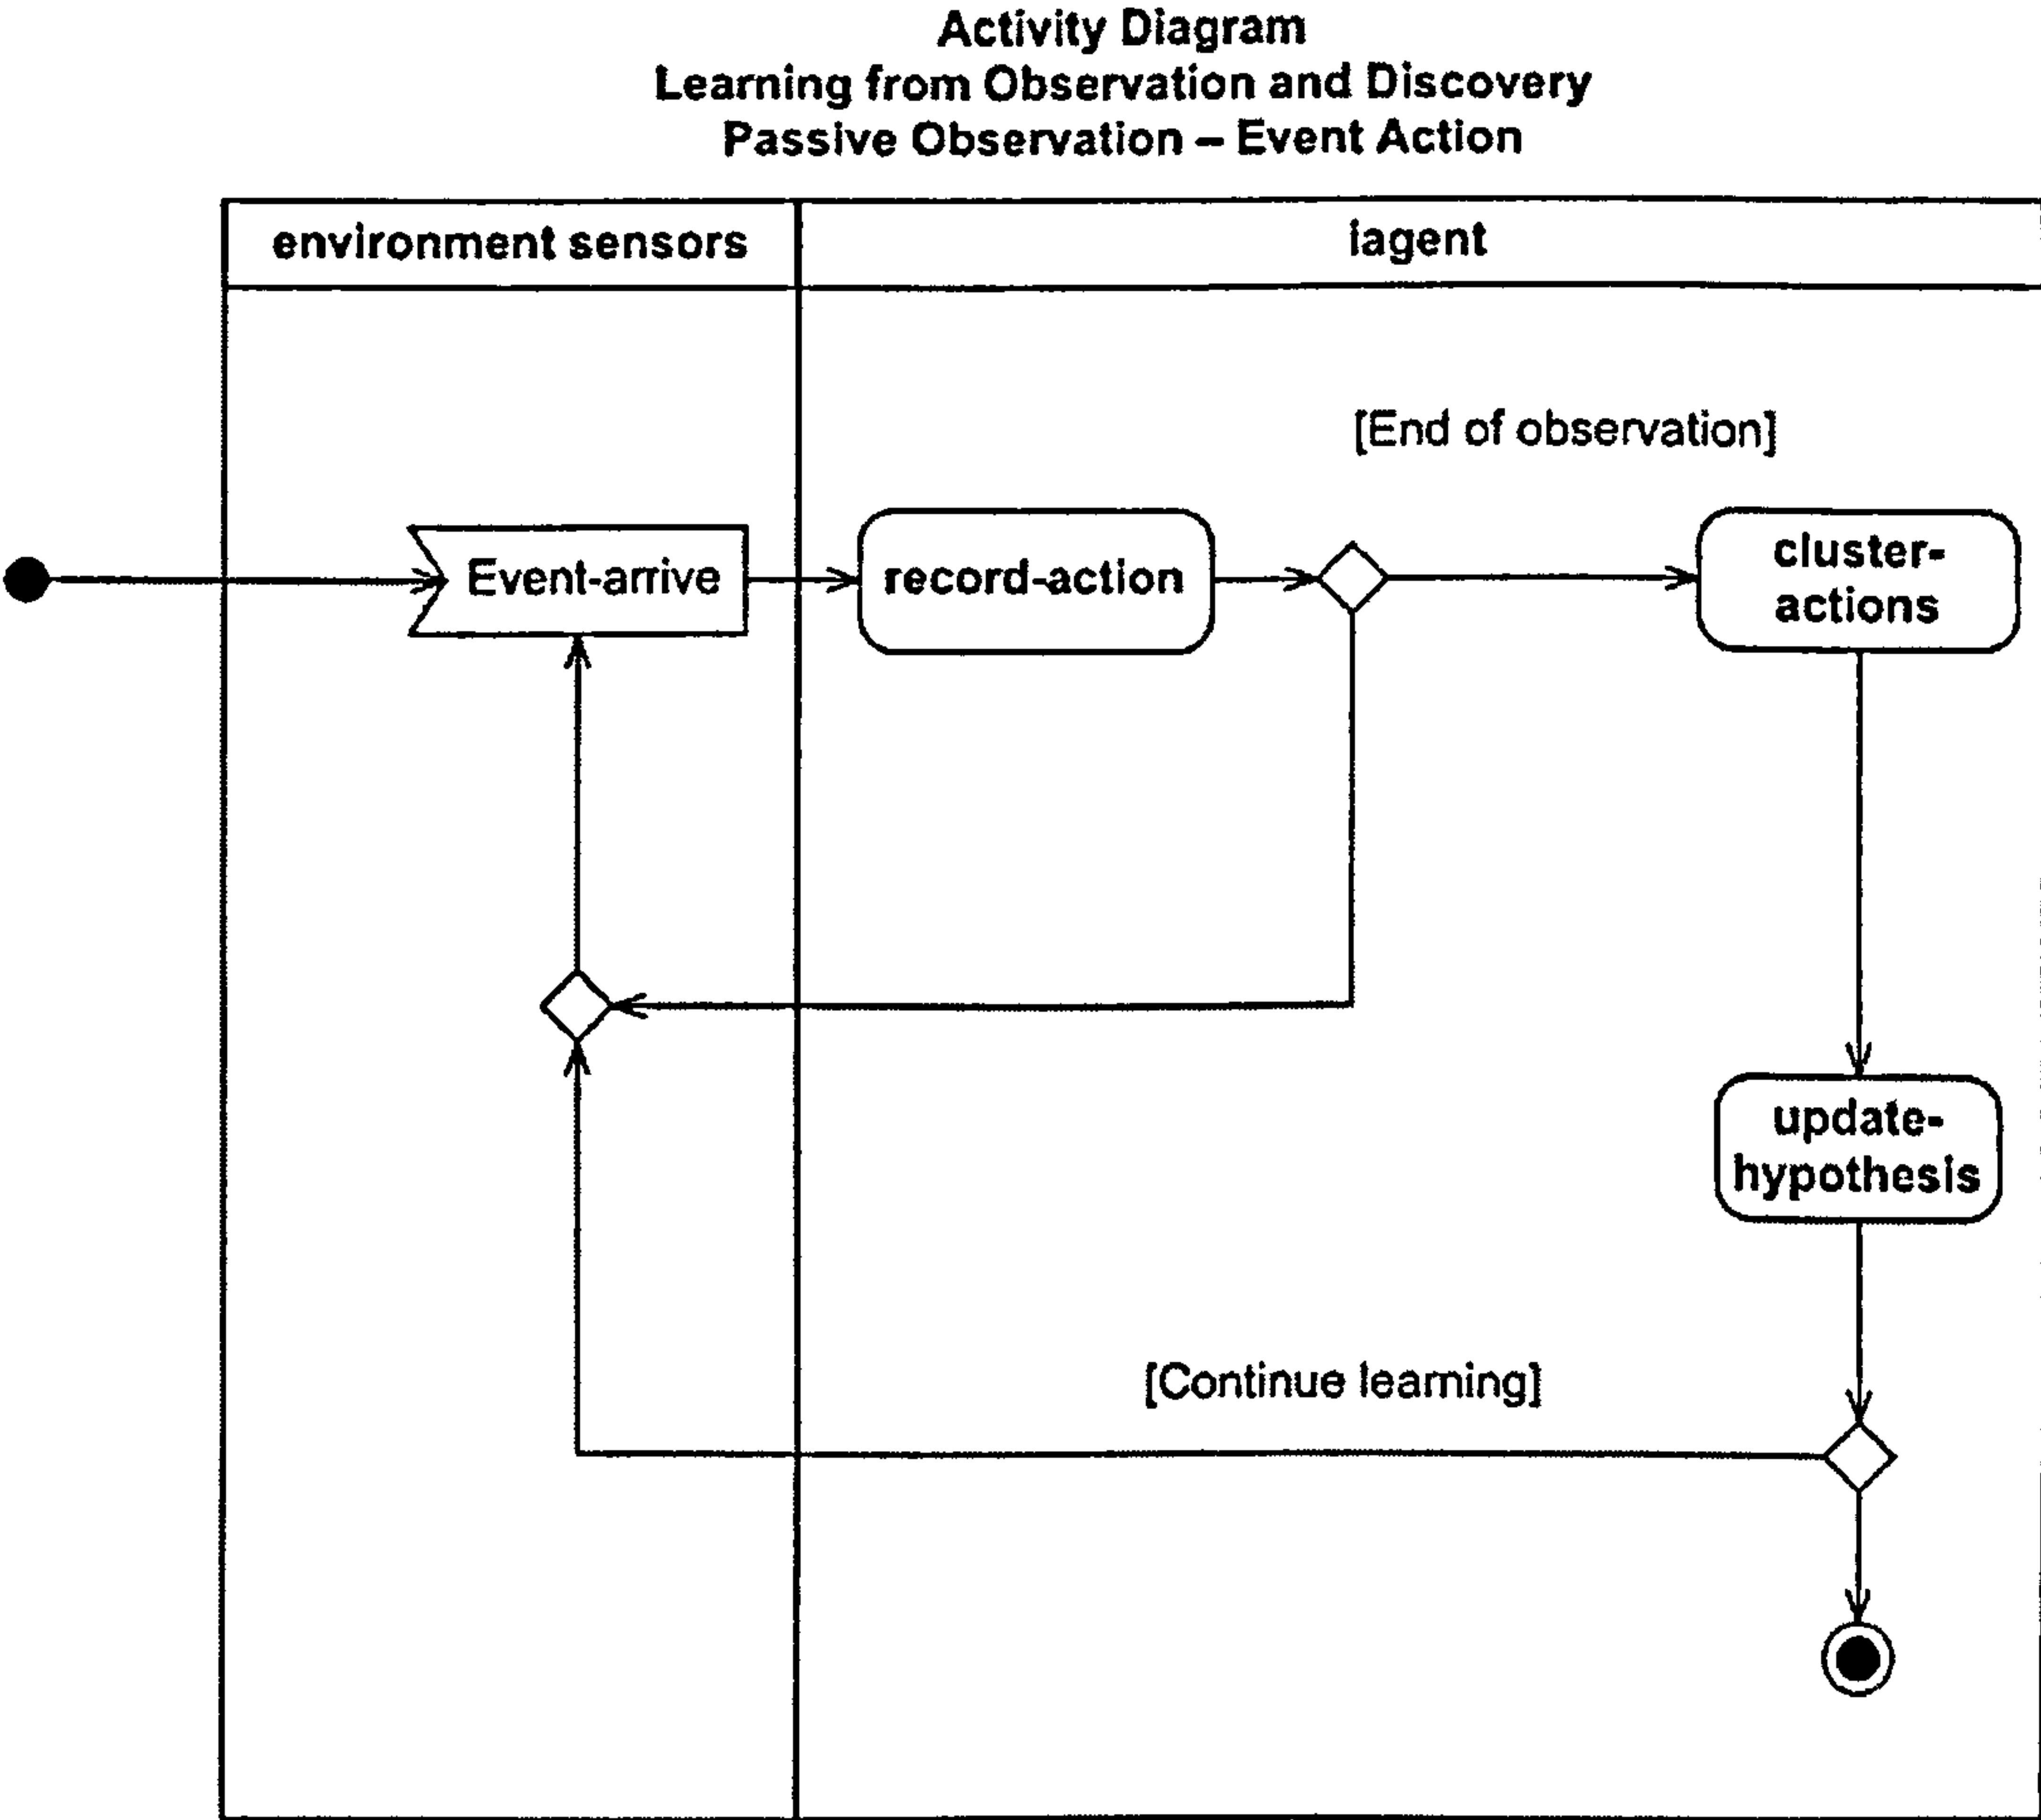 Activity Diagram
Learning from Observation and Discovery
Passive Observation – Event Action
environment sensors
iagent
[End of observation]
Event-arrive
record-action
cluster-
actions
update-
hypothesis
[Continue learning]